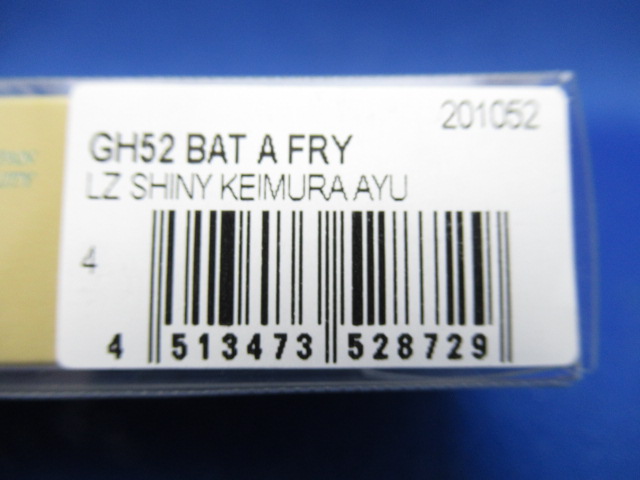 201052
GH52 BAT A FRY
LZ SHINY KEIMURA AYU
4
4 513473 528729